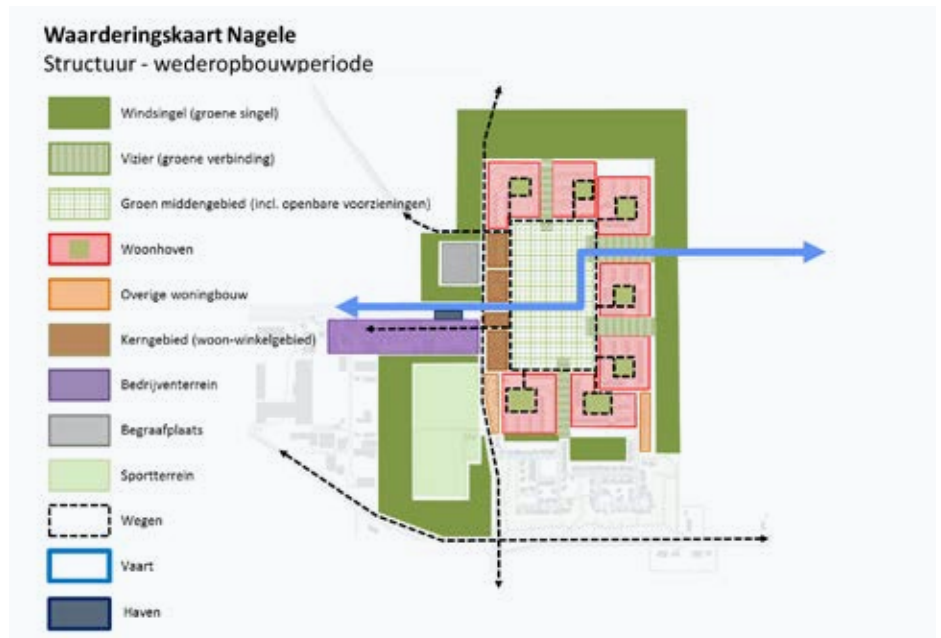 Waarderingskaart Nagele
Structuur - wederopbouwperiode
Windsingel (groene singel)
Vizier (groene verbinding)
Groen middengebied (incl. openbare voorzieningen)
Woonhoven
Overige woningbouw
Kerngebied (woon-winkelgebied)
Bedrijventerrein
Begraafplaats
Sportterrein
Wegen
Vaart
Haven